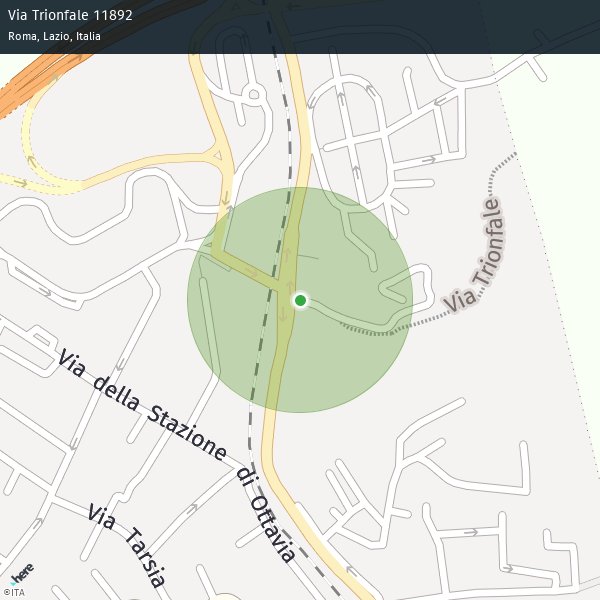 Via Trionfale 11892
Roma, Lazio, Italia
Via Trionfale
Via della Stazione di Ottavia
Via Tarsia
here
©ITA